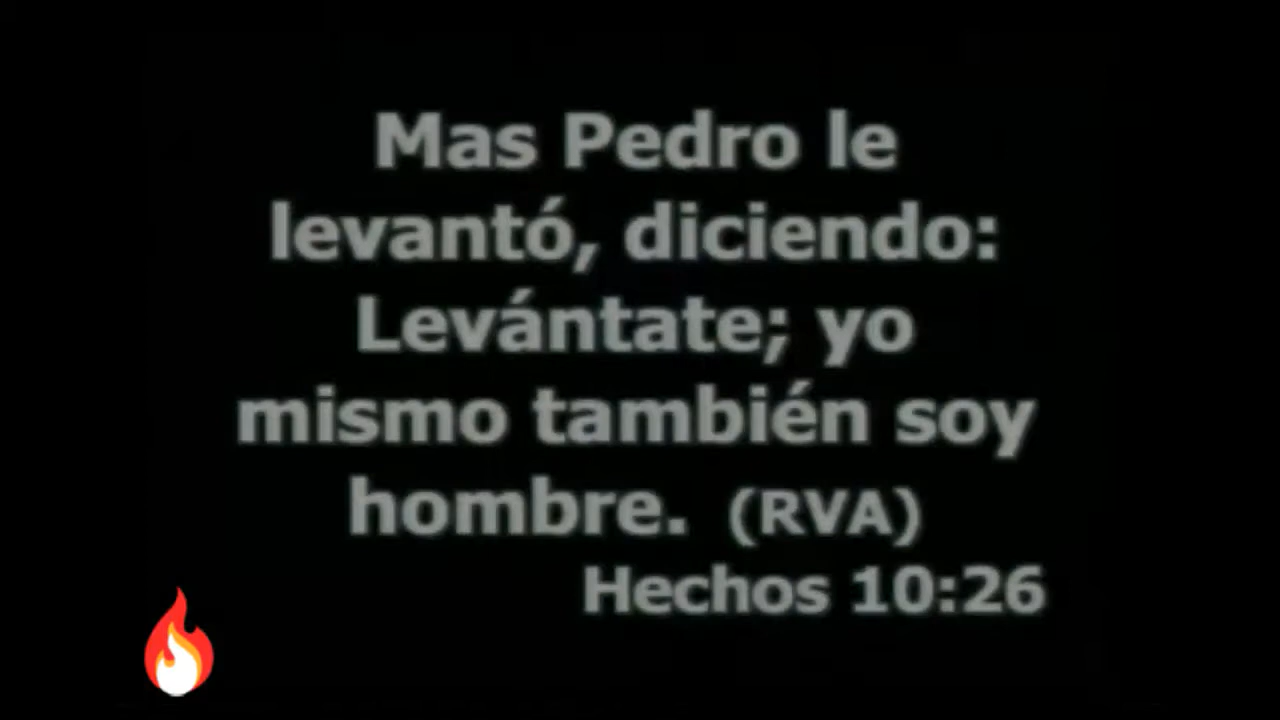 Mas Pedro le
levantó, diciendo:
Levántate; yo
mismo también soy
hombre. (RVA)
Hechos 10:26